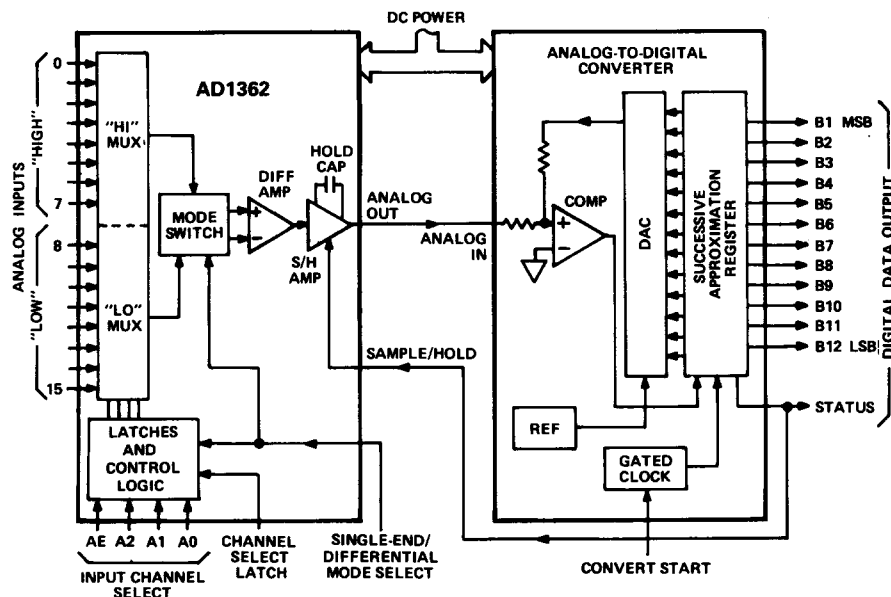 DC POWER
AD1362
0
7
8
15
ANALOG INPUTS
"HIGH"
"LOW"
"HI"
MUX
"LO"
MUX
MODE
SWITCH
DIFF
AMP
+
−
HOLD
CAP
S/H
AMP
ANALOG
OUT
SAMPLE/HOLD
LATCHES
AND
CONTROL
LOGIC
AE
A2
A1
A0
INPUT CHANNEL
SELECT
CHANNEL
SELECT
LATCH
SINGLE-END/
DIFFERENTIAL
MODE SELECT
ANALOG-TO-DIGITAL
CONVERTER
ANALOG
IN
COMP
+
−
DAC
SUCCESSIVE
APPROXIMATION
REGISTER
REF
GATED
CLOCK
CONVERT START
B1 MSB
B2
B3
B4
B5
B6
B7
B8
B9
B10
B11
B12 LSB
STATUS
DIGITAL DATA OUTPUT